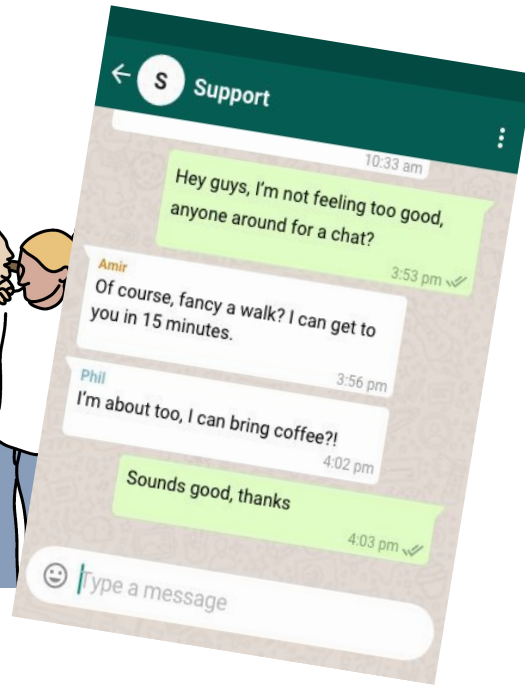 S Support
10:33 am
Hey guys, I'm not feeling too good,
anyone around for a chat?
3:53 pm
Amir
Of course, fancy a walk? I can get to
you in 15 minutes.
3:56 pm
Phil
I'm about too, I can bring coffee?!
4:02 pm
Sounds good, thanks
4:03 pm
Type a message